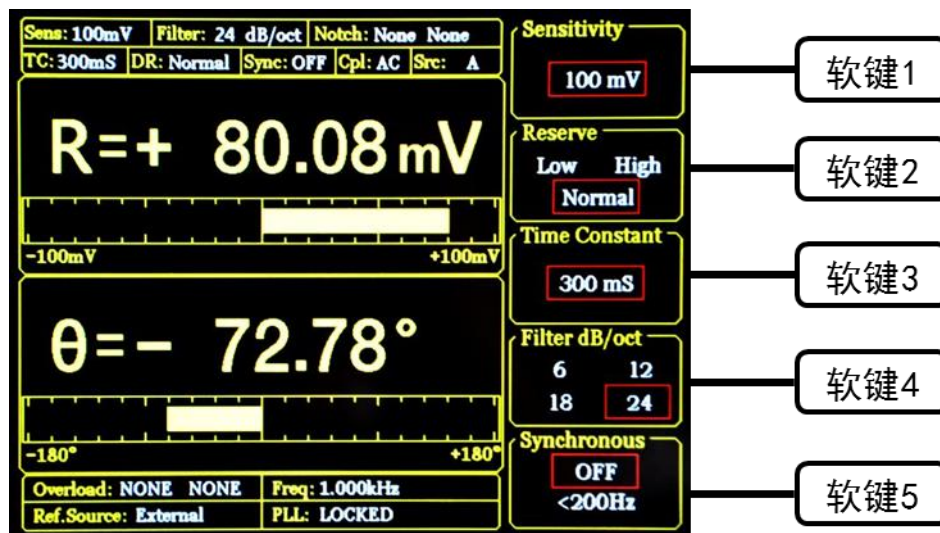 Sens: 100mV Filter: 24 dB/oct Notch: None None
TC: 300mS DR: Normal Sync: OFF Cpl: AC Src: A
R=+ 80.08 mV
-100mV +100mV
θ=- 72.78°
-180° +180°
Overload: NONE NONE Freq: 1.000kHz
Ref.Source: External PLL: LOCKED
Sensitivity
100 mV
Reserve
Low High
Normal
Time Constant
300 mS
Filter dB/oct
6 12
18 24
Synchronous
OFF
<200Hz
软键1
软键2
软键3
软键4
软键5